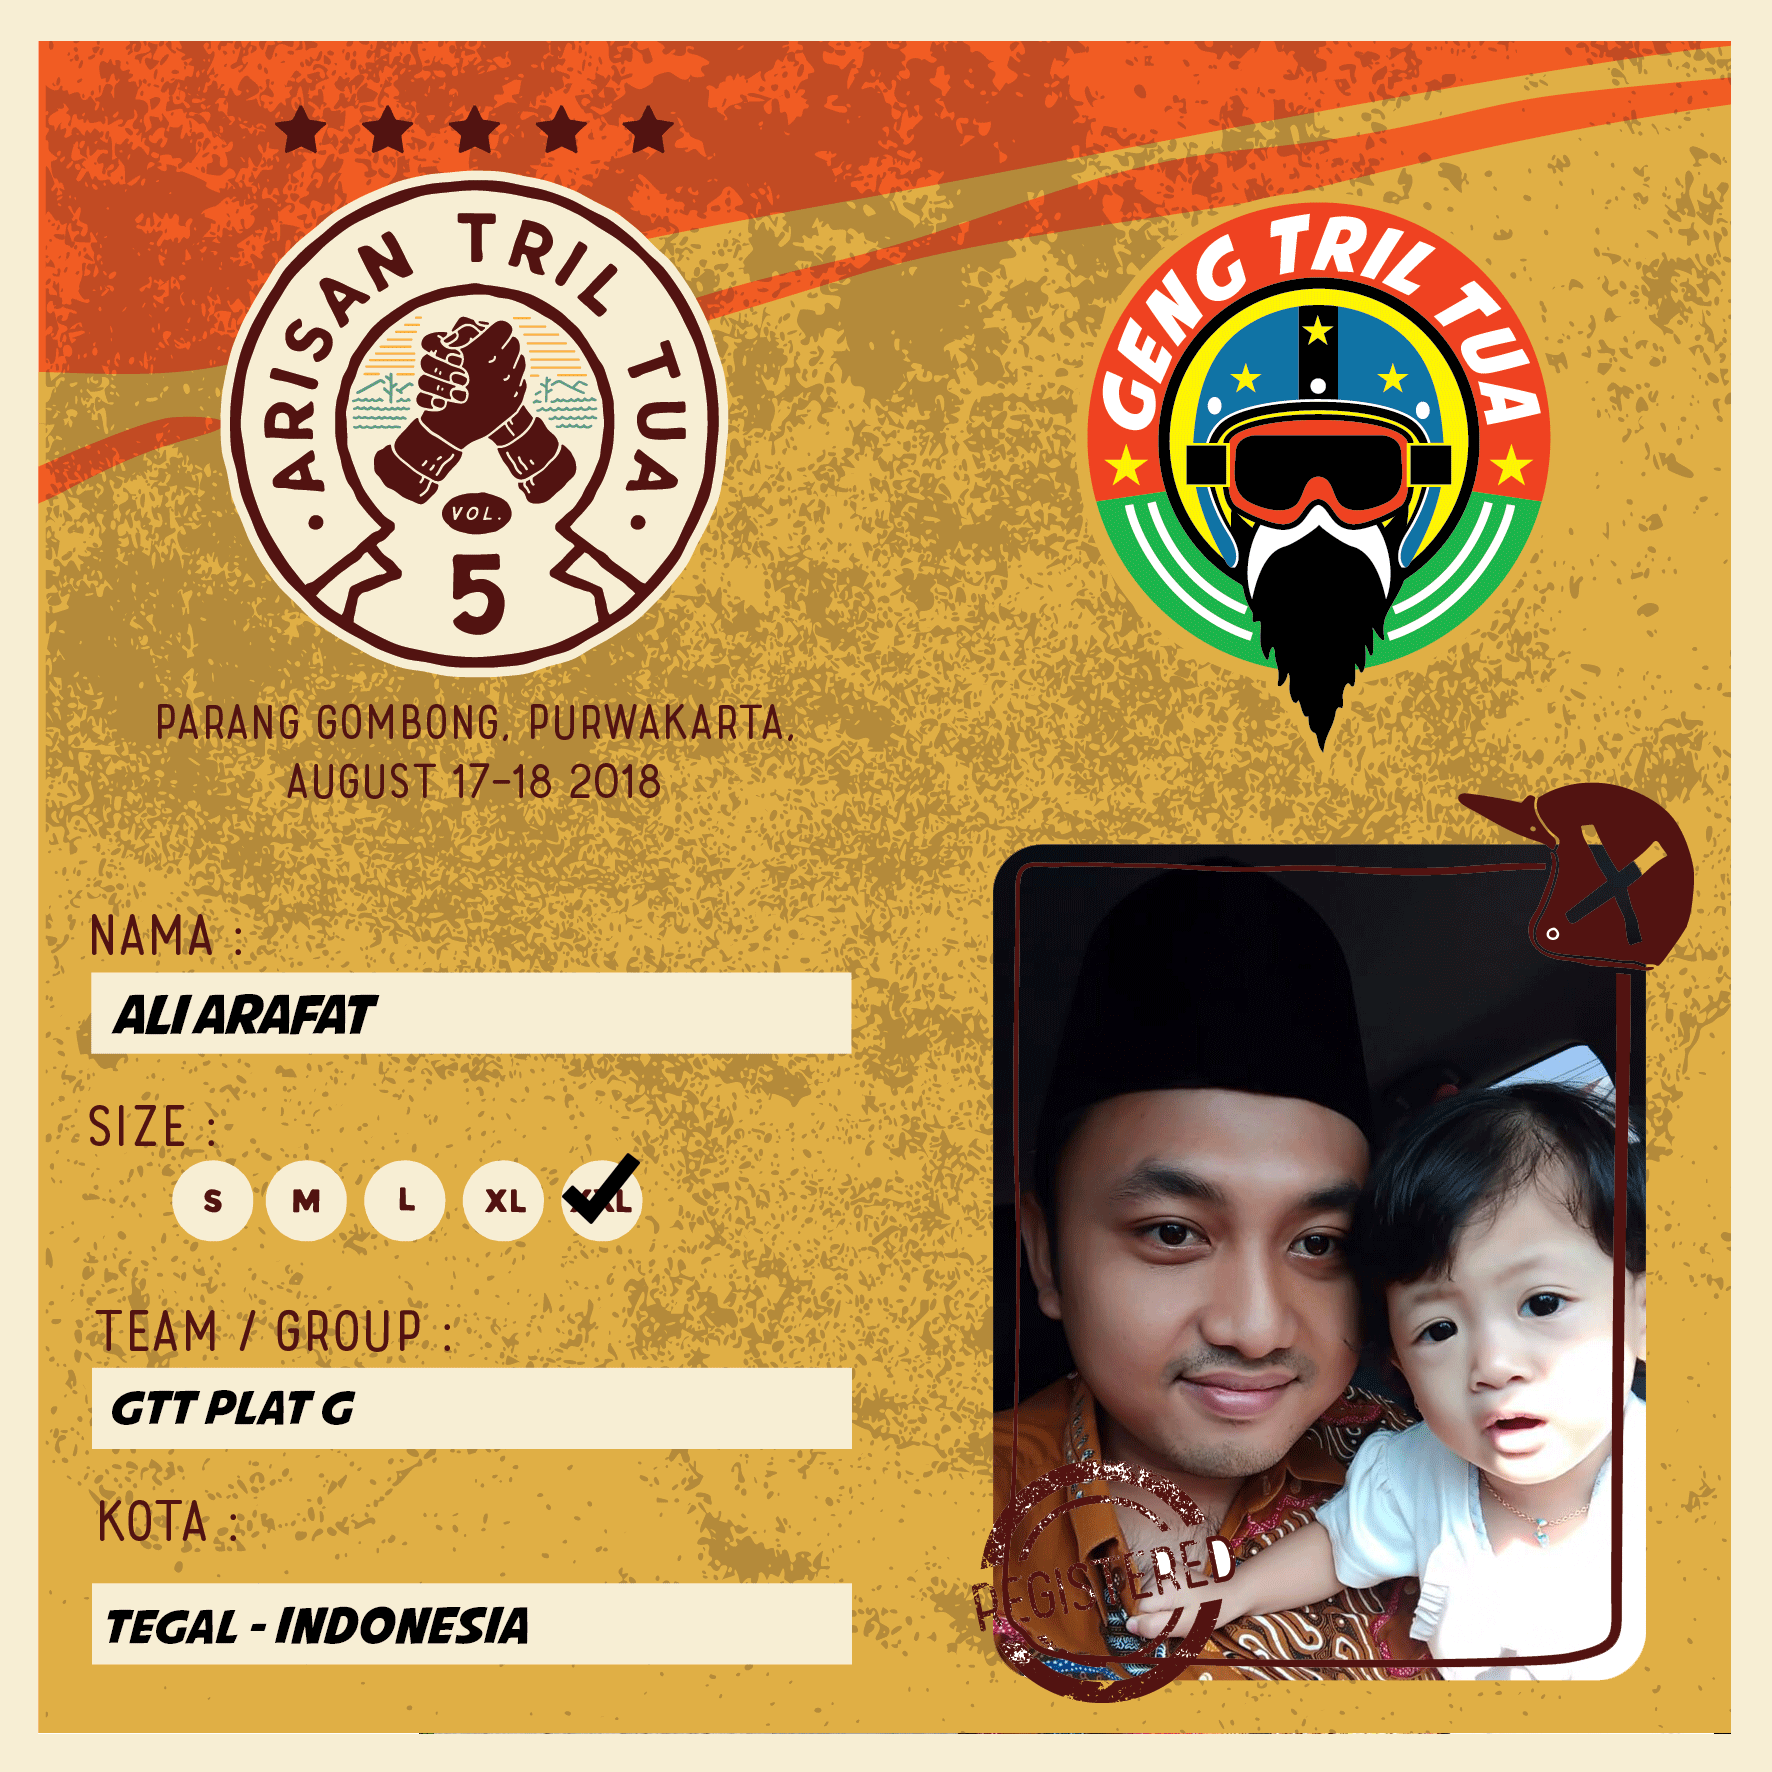 ARISAN TRIL TUA
VOL.
5
GENG TRIL TUA
PARANG GOMBONG, PURWAKARTA,
AUGUST 17-18 2018
NAMA :
ALI ARAFAT
SIZE :
S M L XL XXL
TEAM / GROUP :
GTT PLAT G
KOTA :
TEGAL - INDONESIA
REGISTERED